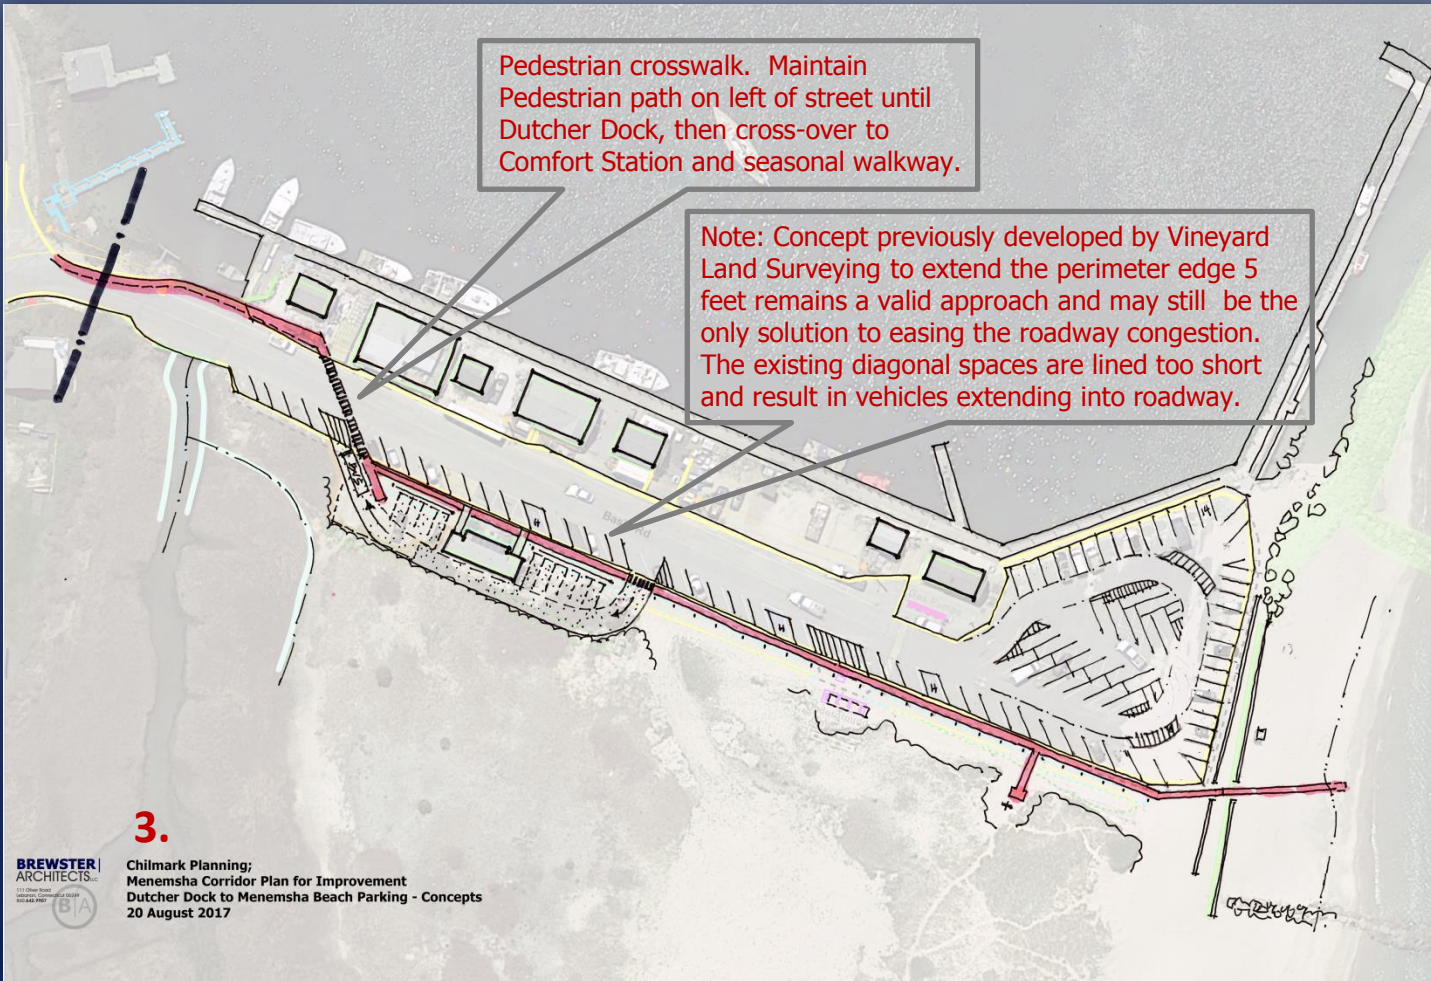 Pedestrian crosswalk. Maintain
Pedestrian path on left of street until
Dutcher Dock, then cross-over to
Comfort Station and seasonal walkway.
Note: Concept previously developed by Vineyard
Land Surveying to extend the perimeter edge 5
feet remains a valid approach and may still be the
only solution to easing the roadway congestion.
The existing diagonal spaces are lined too short
and result in vehicles extending into roadway.
H
H
H
14
3.
BREWSTER|
ARCHITECTS LLC
B|A
Chilmark Planning;
Menemsha Corridor Plan for Improvement
Dutcher Dock to Menemsha Beach Parking - Concepts
20 August 2017